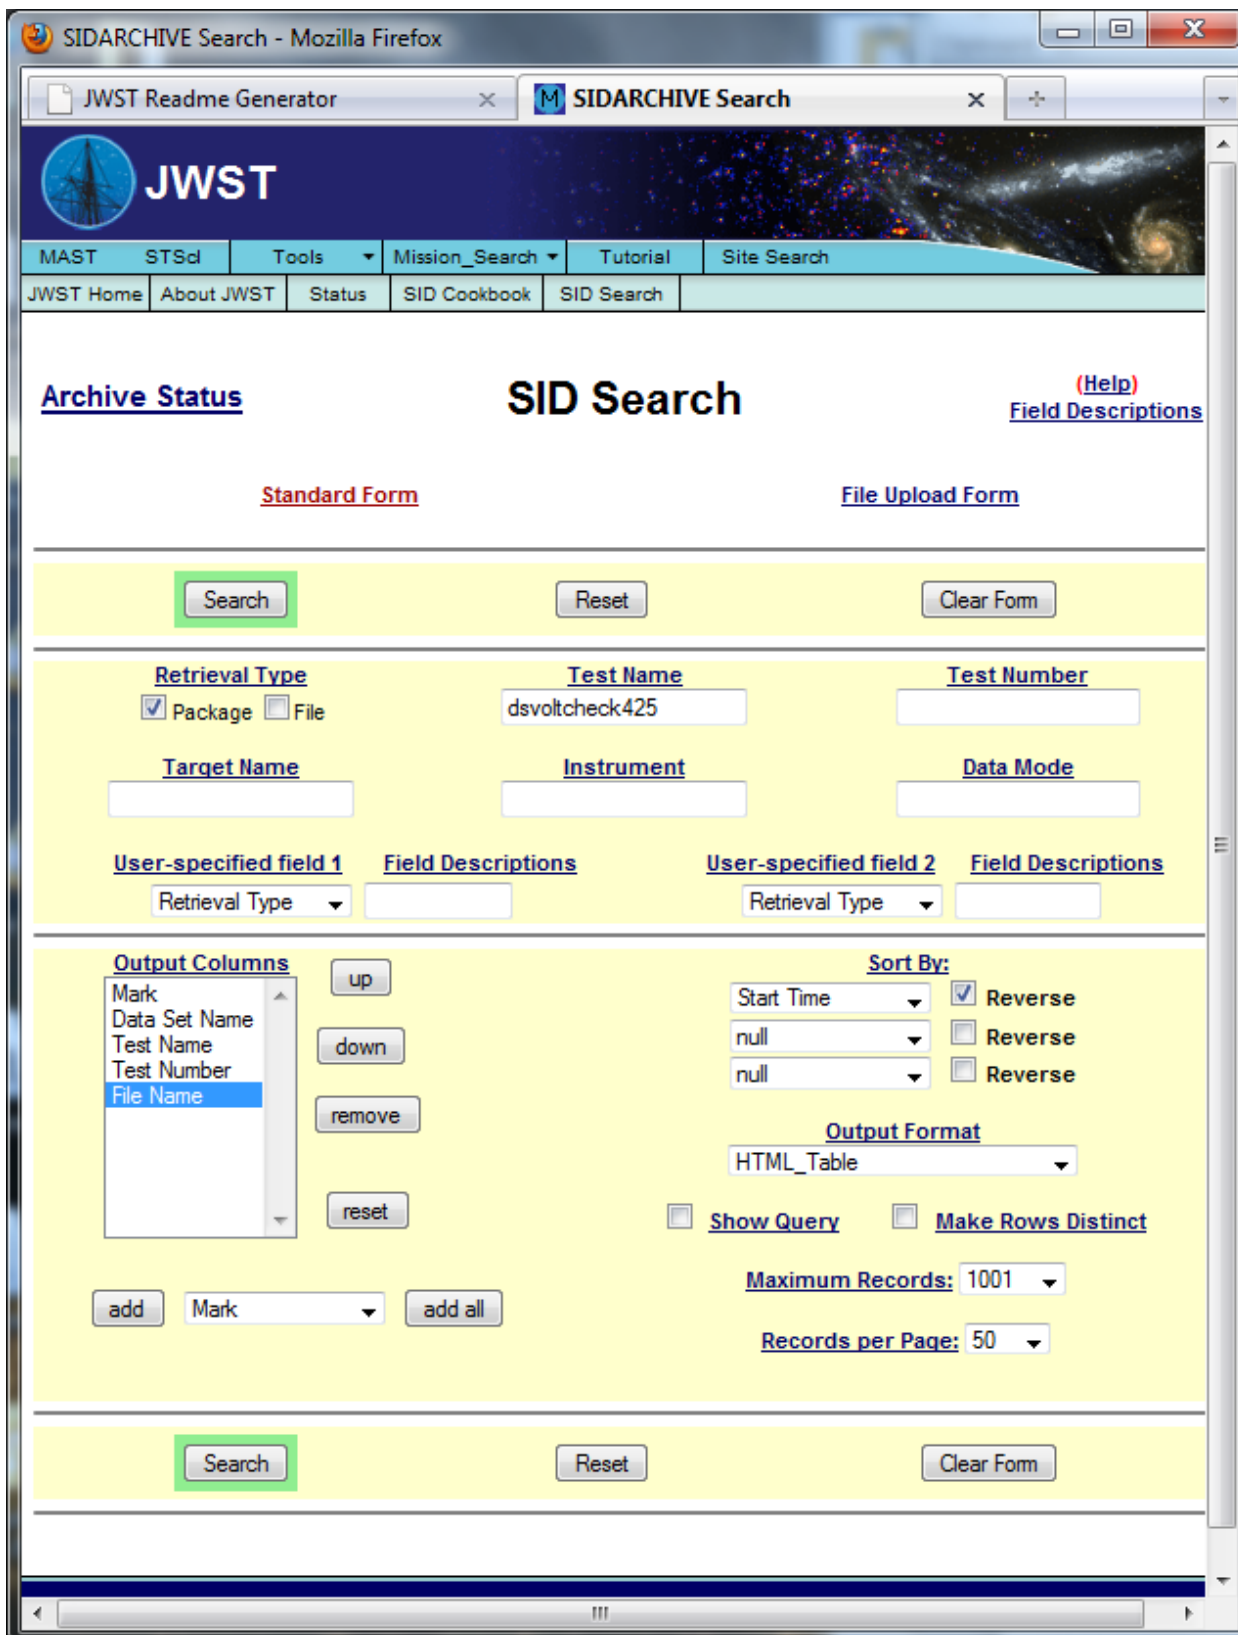 SIDARCHIVE Search - Mozilla Firefox
JWST Readme Generator
M SIDARCHIVE Search
JWST
MAST STScI Tools Mission_Search Tutorial Site Search
JWST Home About JWST Status SID Cookbook SID Search
Archive Status
SID Search
(Help)
Field Descriptions
Standard Form
File Upload Form
Search Reset Clear Form
Retrieval Type Test Name Test Number
Package File dsvoltcheck425
Target Name Instrument Data Mode
User-specified field 1 Field Descriptions User-specified field 2 Field Descriptions
Retrieval Type Retrieval Type
Output Columns
Mark
Data Set Name
Test Name
Test Number
File Name
up
down
remove
reset
add Mark add all
Sort By:
Start Time Reverse
null Reverse
null Reverse
Output Format
HTML_Table
Show Query Make Rows Distinct
Maximum Records: 1001
Records per Page: 50
Search Reset Clear Form